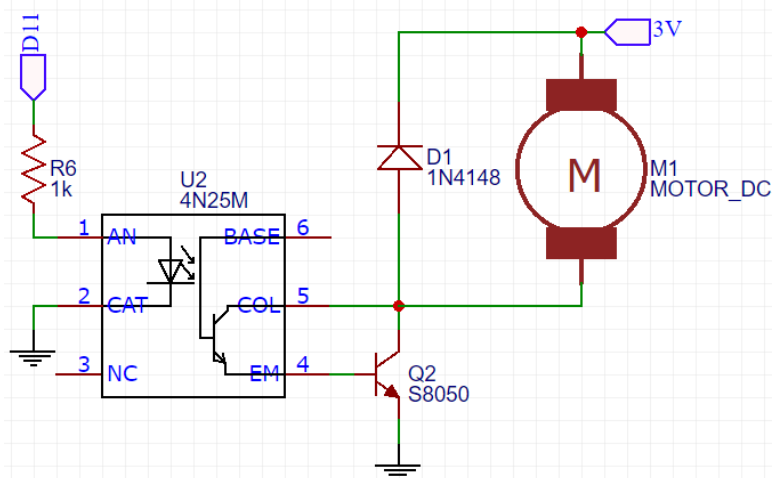 D11
3V
R6
1k
U2
4N25M
D1
1N4148
M
M1
MOTOR_DC
1
AN
BASE
6
2
CAT
COL
5
3
NC
EM
4
Q2
S8050